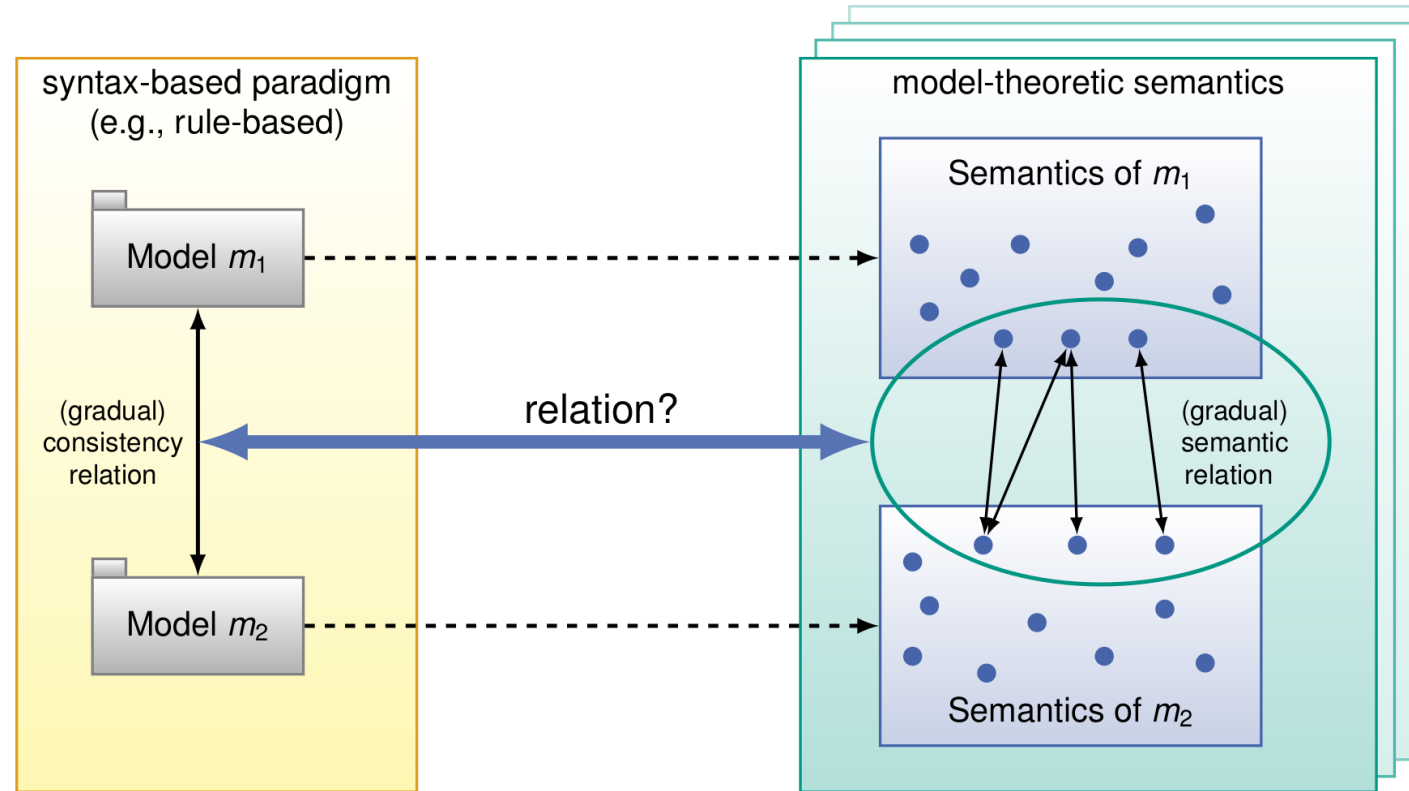 syntax-based paradigm
(e.g., rule-based)
Model m₁
(gradual)
consistency
relation
Model m₂
relation?
model-theoretic semantics
Semantics of m₁
(gradual)
semantic
relation
Semantics of m₂